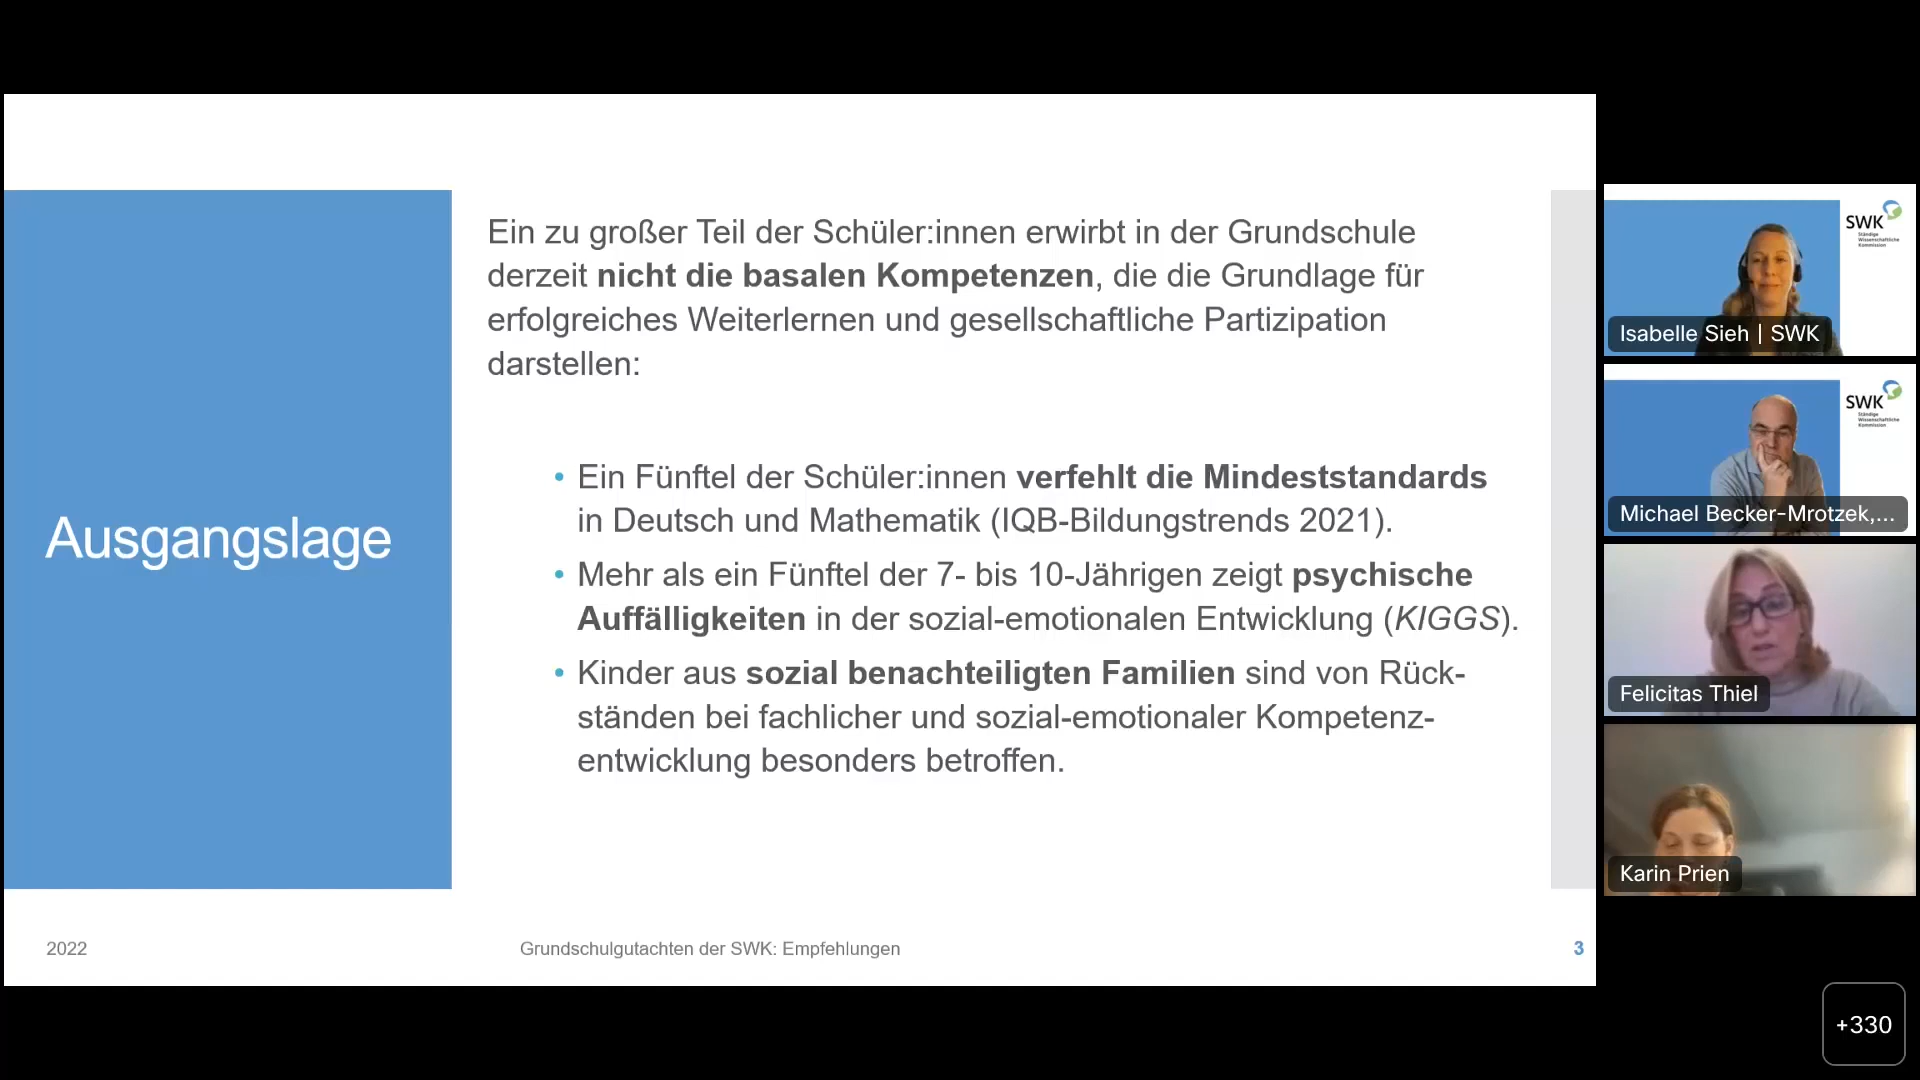 Ausgangslage
Ein zu großer Teil der Schüler:innen erwirbt in der Grundschule
derzeit nicht die basalen Kompetenzen, die die Grundlage für
erfolgreiches Weiterlernen und gesellschaftliche Partizipation
darstellen:
• Ein Fünftel der Schüler:innen verfehlt die Mindeststandards
in Deutsch und Mathematik (IQB-Bildungstrends 2021).
• Mehr als ein Fünftel der 7- bis 10-Jährigen zeigt psychische
Auffälligkeiten in der sozial-emotionalen Entwicklung (KIGGS).
• Kinder aus sozial benachteiligten Familien sind von Rück-
ständen bei fachlicher und sozial-emotionaler Kompetenz-
entwicklung besonders betroffen.
2022
Grundschulgutachten der SWK: Empfehlungen
3
SWK
Ständige
Wissenschaftliche
Kommission
Isabelle Sieh | SWK
SWK
Ständige
Wissenschaftliche
Kommission
Michael Becker-Mrotzek,...
Felicitas Thiel
Karin Prien
+330